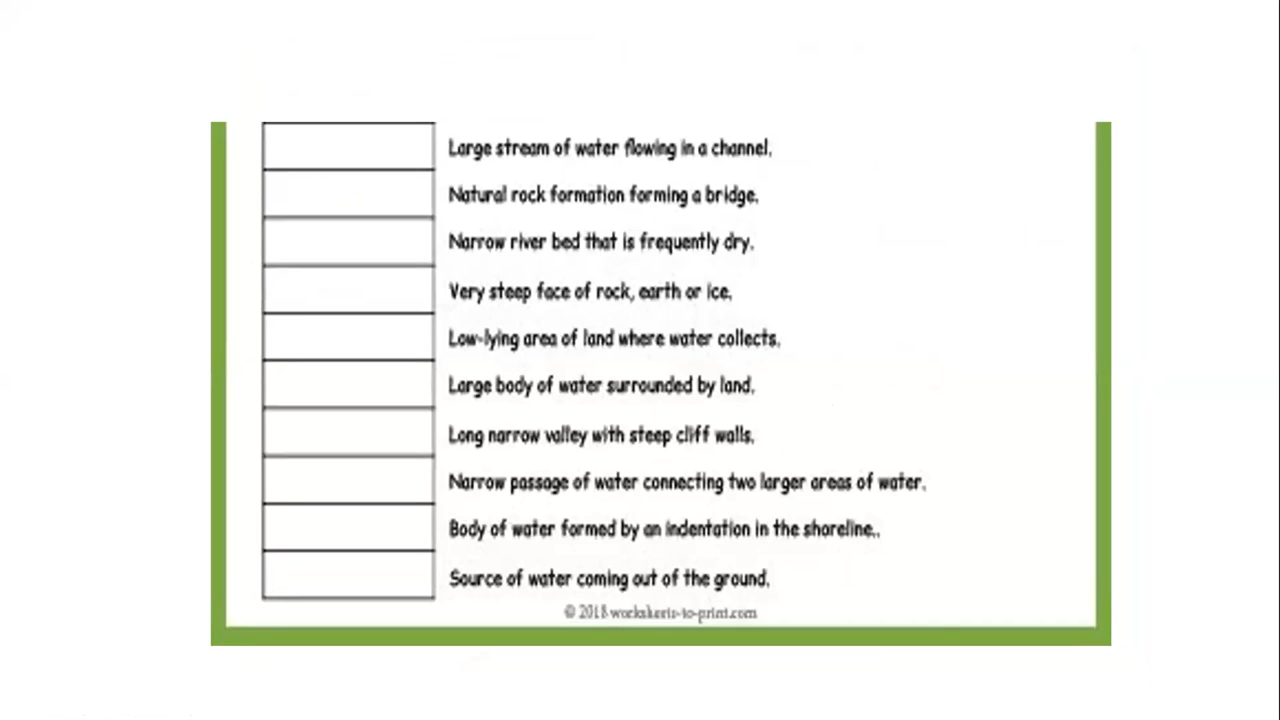 Large stream of water flowing in a channel.
Natural rock formation forming a bridge.
Narrow river bed that is frequently dry.
Very steep face of rock, earth or ice.
Low-lying area of land where water collects.
Large body of water surrounded by land.
Long narrow valley with steep cliff walls.
Narrow passage of water connecting two larger areas of water.
Body of water formed by an indentation in the shoreline..
Source of water coming out of the ground.
© 2018 worksheets-to-print.com